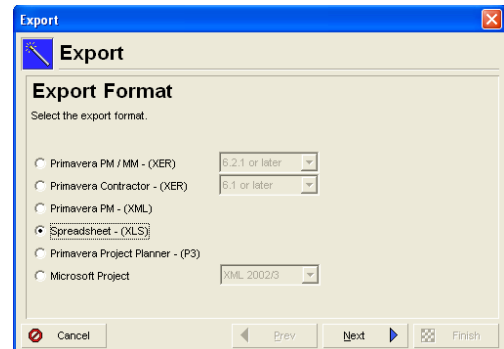 Export
Export
Export Format
Select the export format.
Primavera PM / MM - (XER) 6.2.1 or later
Primavera Contractor - (XER) 6.1 or later
Primavera PM - (XML)
Spreadsheet - (XLS)
Primavera Project Planner - (P3)
Microsoft Project XML 2002/3
Cancel Prev Next Finish